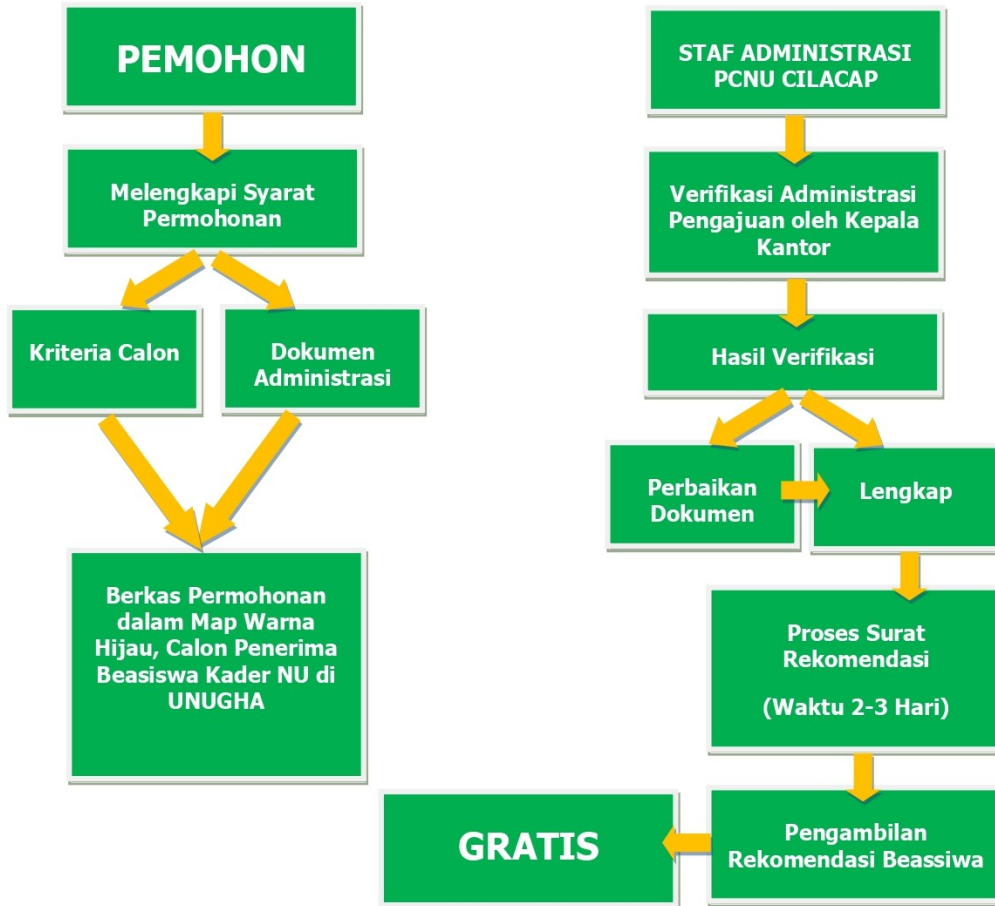 PEMOHON
Melengkapi Syarat
Permohonan
Kriteria Calon
Dokumen
Administrasi
Berkas Permohonan
dalam Map Warna
Hijau, Calon Penerima
Beasiswa Kader NU di
UNUGHA
STAF ADMINISTRASI
PCNU CILACAP
Verifikasi Administrasi
Pengajuan oleh Kepala
Kantor
Hasil Verifikasi
Perbaikan
Dokumen
Lengkap
Proses Surat
Rekomendasi
(Waktu 2-3 Hari)
Pengambilan
Rekomendasi Beassiwa
GRATIS